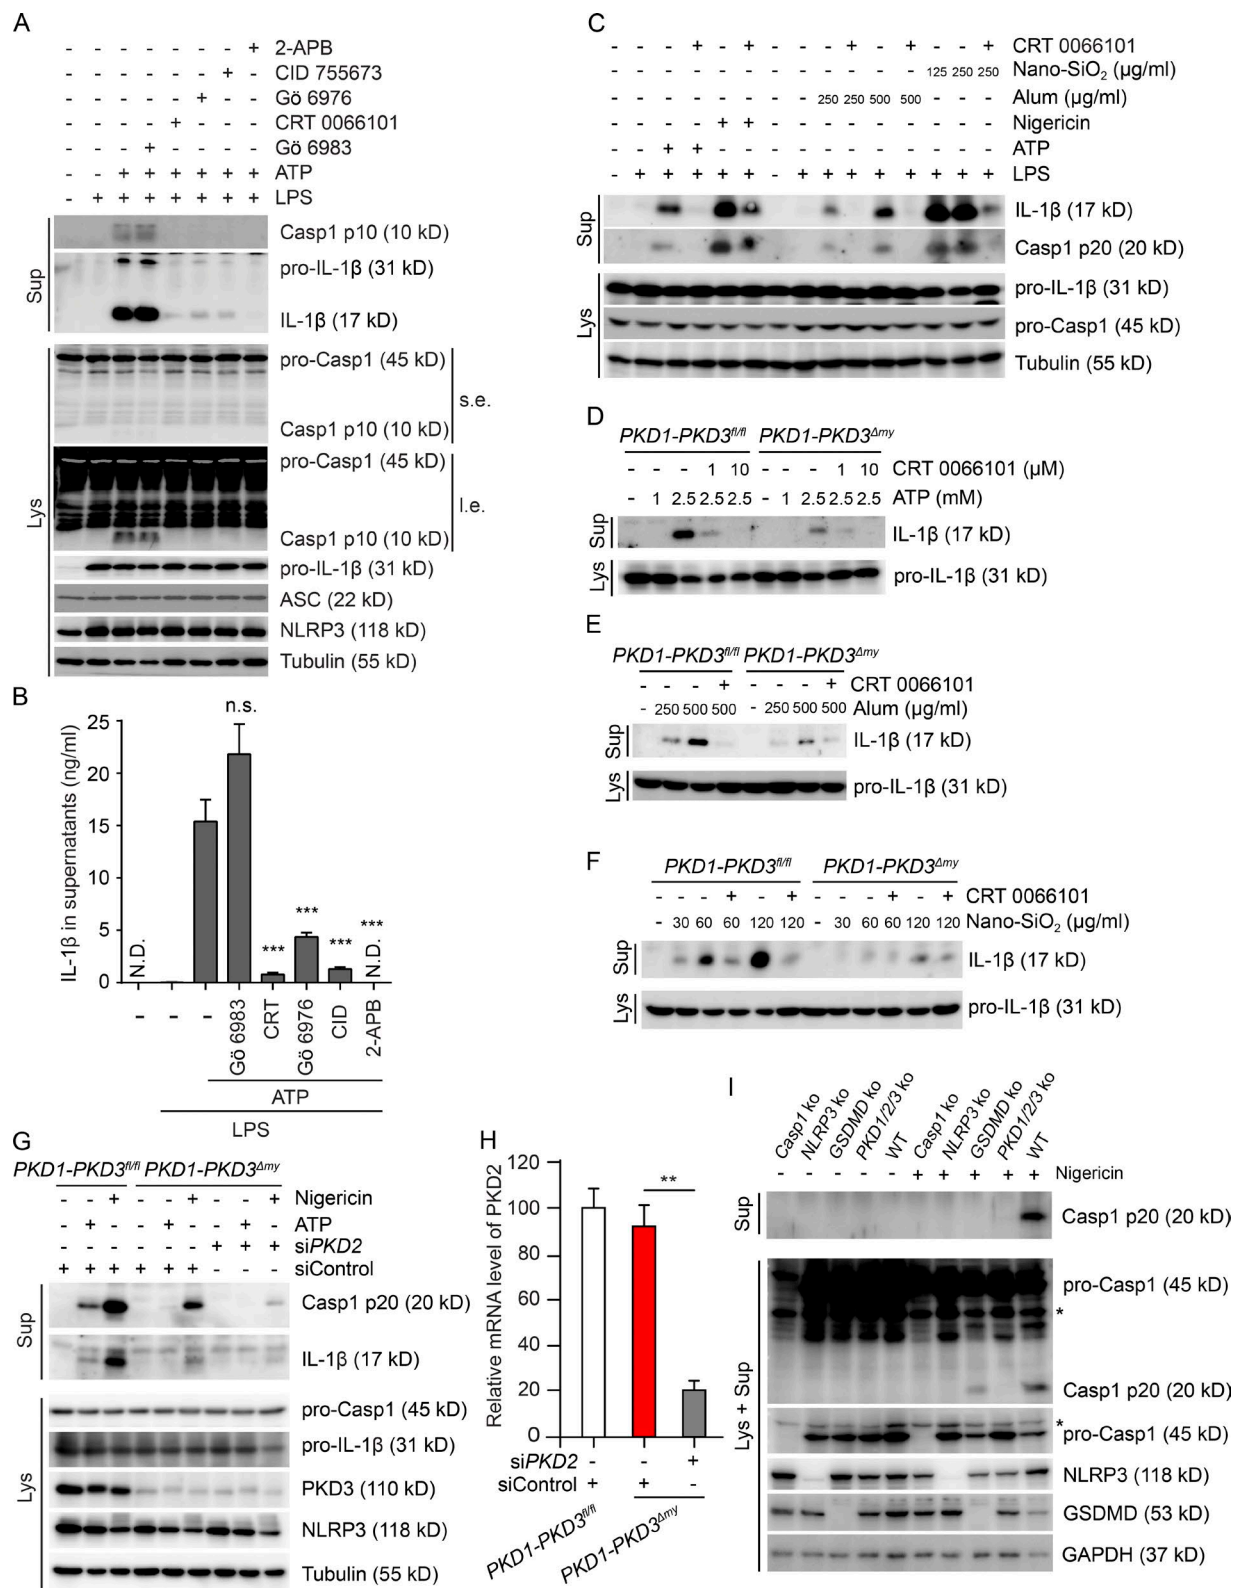 A
- - - - - - - + 2-APB
- - - - - - + - CID 755673
- - - - - + - - Gö 6976
- - - - + - - - CRT 0066101
- - - + - - - - Gö 6983
- - + + + + + + ATP
- + + + + + + + LPS
Sup
Casp1 p10 (10 kD)
pro-IL-1β (31 kD)
IL-1β (17 kD)
Lys
pro-Casp1 (45 kD)
s.e.
Casp1 p10 (10 kD)
pro-Casp1 (45 kD)
l.e.
Casp1 p10 (10 kD)
pro-IL-1β (31 kD)
ASC (22 kD)
NLRP3 (118 kD)
Tubulin (55 kD)
B
IL-1β in supernatants (ng/ml)
25
20
15
10
5
0
N.D.
n.s.
***
***
***
***
N.D.
- - - Gö 6983 CRT Gö 6976 CID 2-APB
ATP
LPS
C
- - - + - + - - - + - + - - + CRT 0066101
- - - - - - - - - - - - 125 250 250 Nano-SiO2 (µg/ml)
- - - - - - - - 250 250 500 500 - - - Alum (µg/ml)
- - - - + + - - - - - - - - - Nigericin
- - + + - - - - - - - - - - - ATP
- + + + + + - + + + + + + + + LPS
Sup
IL-1β (17 kD)
Casp1 p20 (20 kD)
Lys
pro-IL-1β (31 kD)
pro-Casp1 (45 kD)
Tubulin (55 kD)
D
PKD1-PKD3fl/fl PKD1-PKD3Δmy
- - - 1 10 - - - 1 10 CRT 0066101 (µM)
- 1 2.5 2.5 2.5 - 1 2.5 2.5 2.5 ATP (mM)
Sup
IL-1β (17 kD)
Lys
pro-IL-1β (31 kD)
E
PKD1-PKD3fl/fl PKD1-PKD3Δmy
- - - + - - - + CRT 0066101
- 250 500 500 - 250 500 500 Alum (µg/ml)
Sup
IL-1β (17 kD)
Lys
pro-IL-1β (31 kD)
F
PKD1-PKD3fl/fl PKD1-PKD3Δmy
- - - + - + - - - + - + CRT 0066101
- 30 60 60 120 120 - 30 60 60 120 120 Nano-SiO2 (µg/ml)
Sup
IL-1β (17 kD)
Lys
pro-IL-1β (31 kD)
G
PKD1-PKD3fl/fl PKD1-PKD3Δmy
- - + - - + - - + Nigericin
- + - - + - - + - ATP
- - - - - - + + + siPKD2
+ + + + + + - - - siControl
Sup
Casp1 p20 (20 kD)
IL-1β (17 kD)
Lys
pro-Casp1 (45 kD)
pro-IL-1β (31 kD)
PKD3 (110 kD)
NLRP3 (118 kD)
Tubulin (55 kD)
H
Relative mRNA level of PKD2
120
100
80
60
40
20
0
**
siPKD2 - - +
siControl + + -
PKD1-PKD3fl/fl
PKD1-PKD3Δmy
I
Casp1 ko NLRP3 ko GSDMD ko PKD1/2/3 ko WT Casp1 ko NLRP3 ko GSDMD ko PKD1/2/3 ko WT
- - - - - + + + + + Nigericin
Sup
Casp1 p20 (20 kD)
Lys + Sup
pro-Casp1 (45 kD)
*
Casp1 p20 (20 kD)
*
pro-Casp1 (45 kD)
NLRP3 (118 kD)
GSDMD (53 kD)
GAPDH (37 kD)